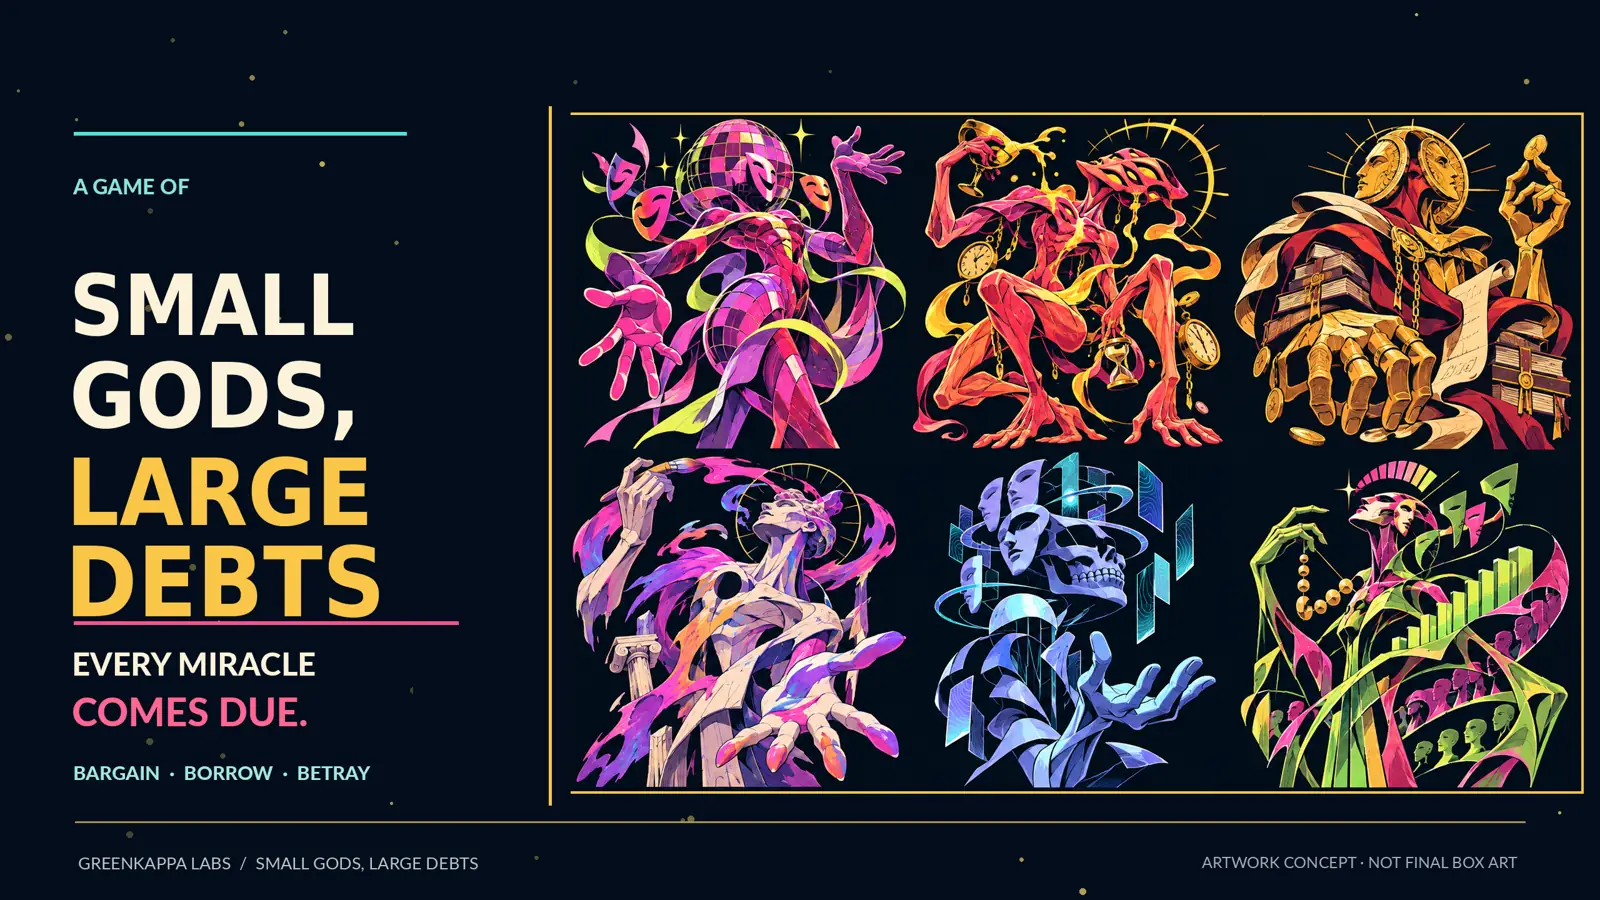 A GAME OF
SMALL
GODS,
LARGE
DEBTS
EVERY MIRACLE
COMES DUE.
BARGAIN · BORROW · BETRAY
GREENKAPPA LABS / SMALL GODS, LARGE DEBTS
ARTWORK CONCEPT · NOT FINAL BOX ART